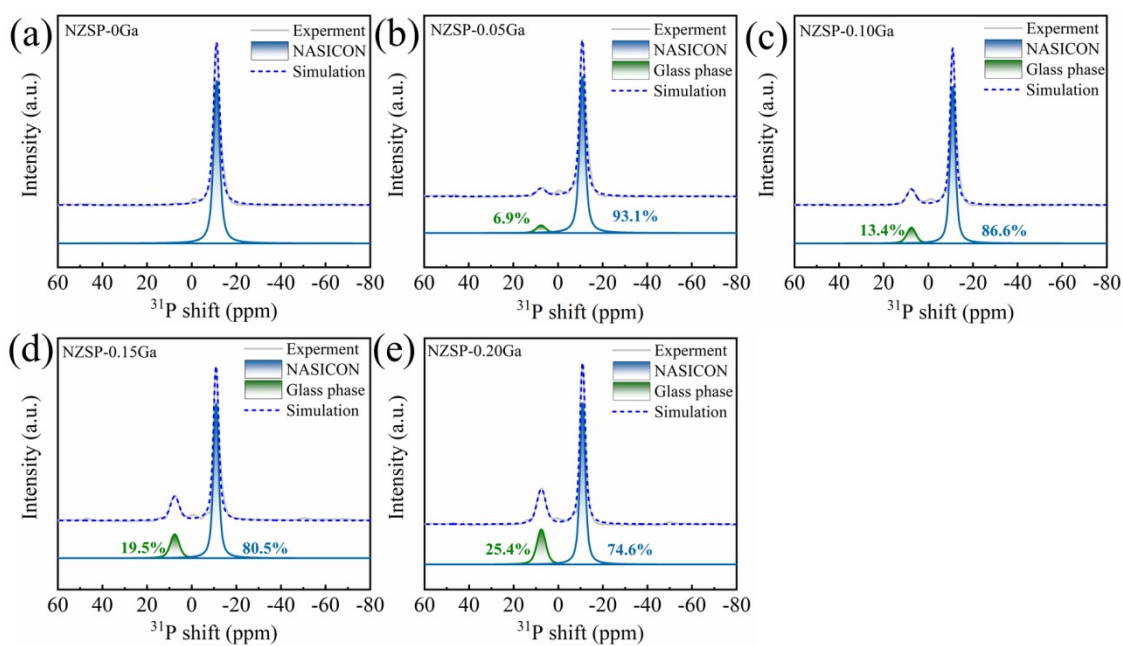 (a)
NZSP-0Ga
Experment
NASICON
Simulation
Intensity (a.u.)
60 40 20 0 -20 -40 -60 -80
31P shift (ppm)
(b)
NZSP-0.05Ga
Experment
NASICON
Glass phase
Simulation
Intensity (a.u.)
6.9%
93.1%
60 40 20 0 -20 -40 -60 -80
31P shift (ppm)
(c)
NZSP-0.10Ga
Experment
NASICON
Glass phase
Simulation
Intensity (a.u.)
13.4%
86.6%
60 40 20 0 -20 -40 -60 -80
31P shift (ppm)
(d)
NZSP-0.15Ga
Experment
NASICON
Glass phase
Simulation
Intensity (a.u.)
19.5%
80.5%
60 40 20 0 -20 -40 -60 -80
31P shift (ppm)
(e)
NZSP-0.20Ga
Experment
NASICON
Glass phase
Simulation
Intensity (a.u.)
25.4%
74.6%
60 40 20 0 -20 -40 -60 -80
31P shift (ppm)